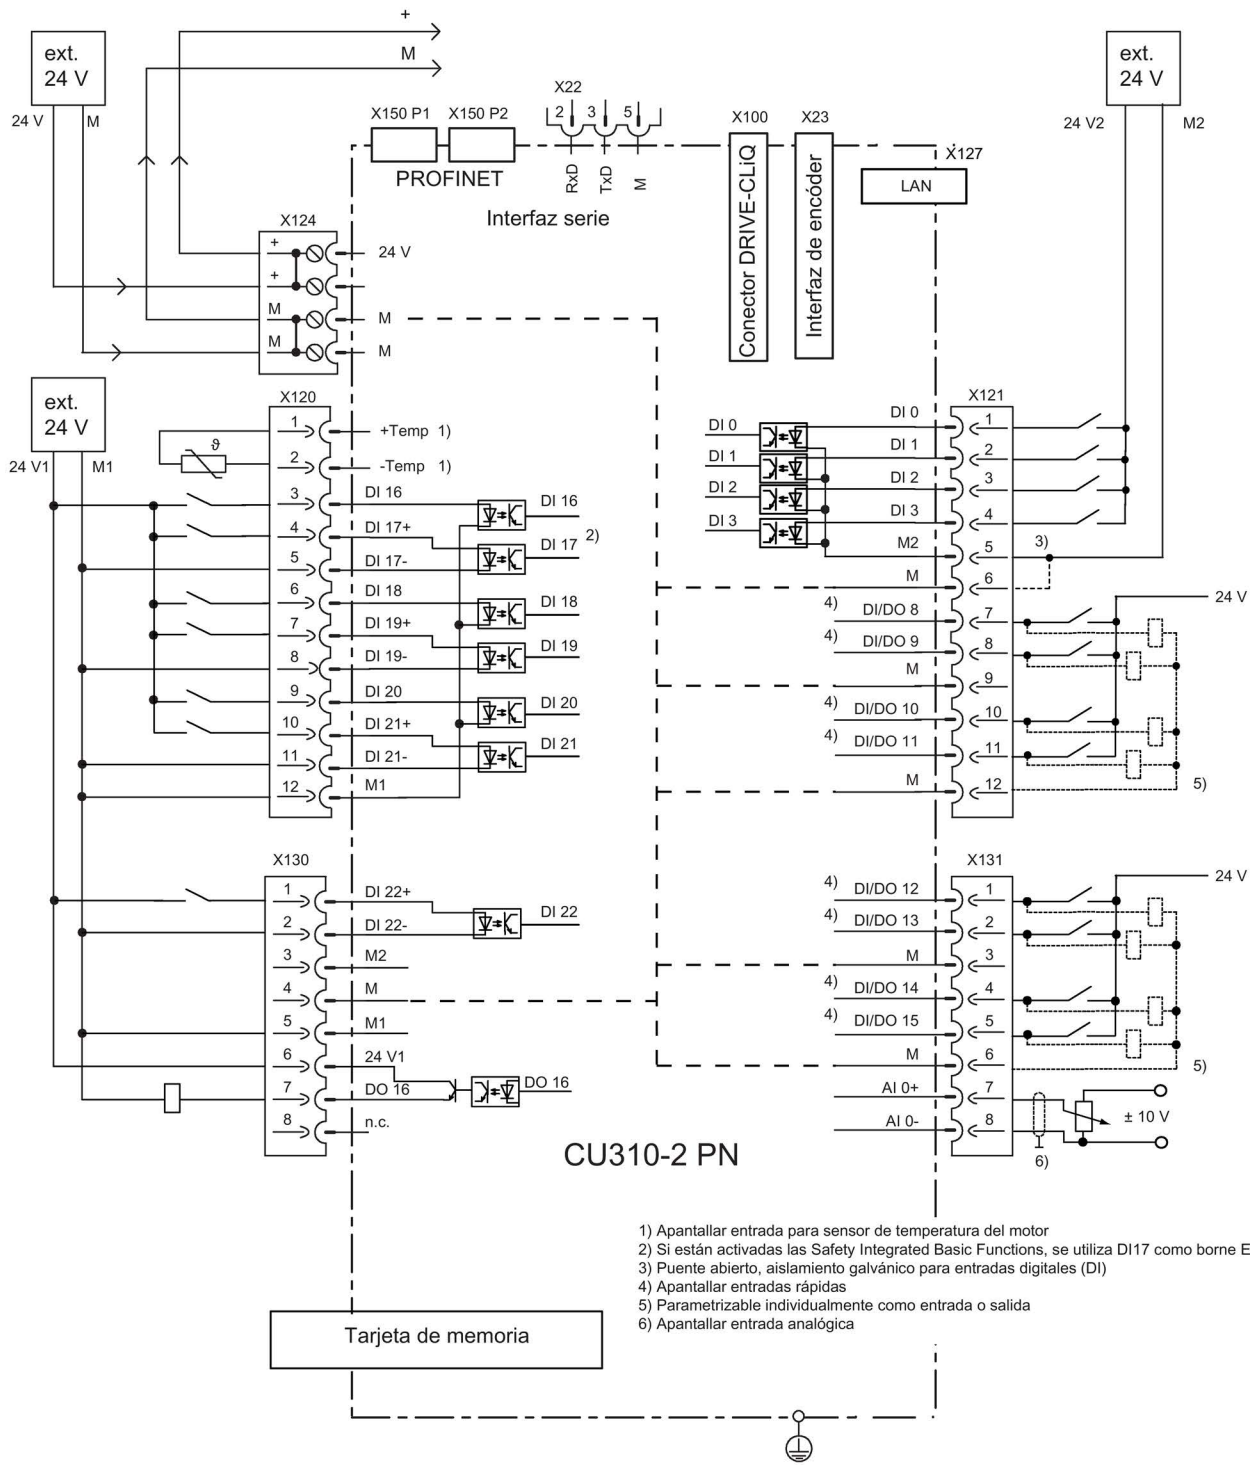 +
M
ext.
24 V
24 V
M
X22
2 3 5
X150 P1
X150 P2
PROFINET
RxD
TxD
M
Interfaz serie
X100
Conector DRIVE-CLiQ
X23
Interfaz de encóder
X127
LAN
ext.
24 V
24 V2
M2
X124
+
24 V
+
M
M
M
M
ext.
24 V
24 V1
M1
X120
ϑ
1
+Temp 1)
2
-Temp 1)
3
DI 16
DI 16
4
DI 17+
DI 17
2)
5
DI 17-
6
DI 18
DI 18
7
DI 19+
DI 19
8
DI 19-
9
DI 20
DI 20
10
DI 21+
DI 21
11
DI 21-
12
M1
X121
DI 0
DI 0
1
DI 1
DI 1
2
DI 2
DI 2
3
DI 3
DI 3
4
M2
5
3)
M
6
24 V
4)
DI/DO 8
7
4)
DI/DO 9
8
M
9
4)
DI/DO 10
10
4)
DI/DO 11
11
M
12
5)
X130
1
DI 22+
DI 22
2
DI 22-
3
M2
4
M
5
M1
6
24 V1
7
DO 16
DO 16
8
n.c.
X131
24 V
4)
DI/DO 12
1
4)
DI/DO 13
2
M
3
4)
DI/DO 14
4
4)
DI/DO 15
5
M
6
5)
AI 0+
7
± 10 V
AI 0-
8
6)
CU310-2 PN
1) Apantallar entrada para sensor de temperatura del motor
2) Si están activadas las Safety Integrated Basic Functions, se utiliza DI17 como borne E
3) Puente abierto, aislamiento galvánico para entradas digitales (DI)
4) Apantallar entradas rápidas
5) Parametrizable individualmente como entrada o salida
6) Apantallar entrada analógica
Tarjeta de memoria